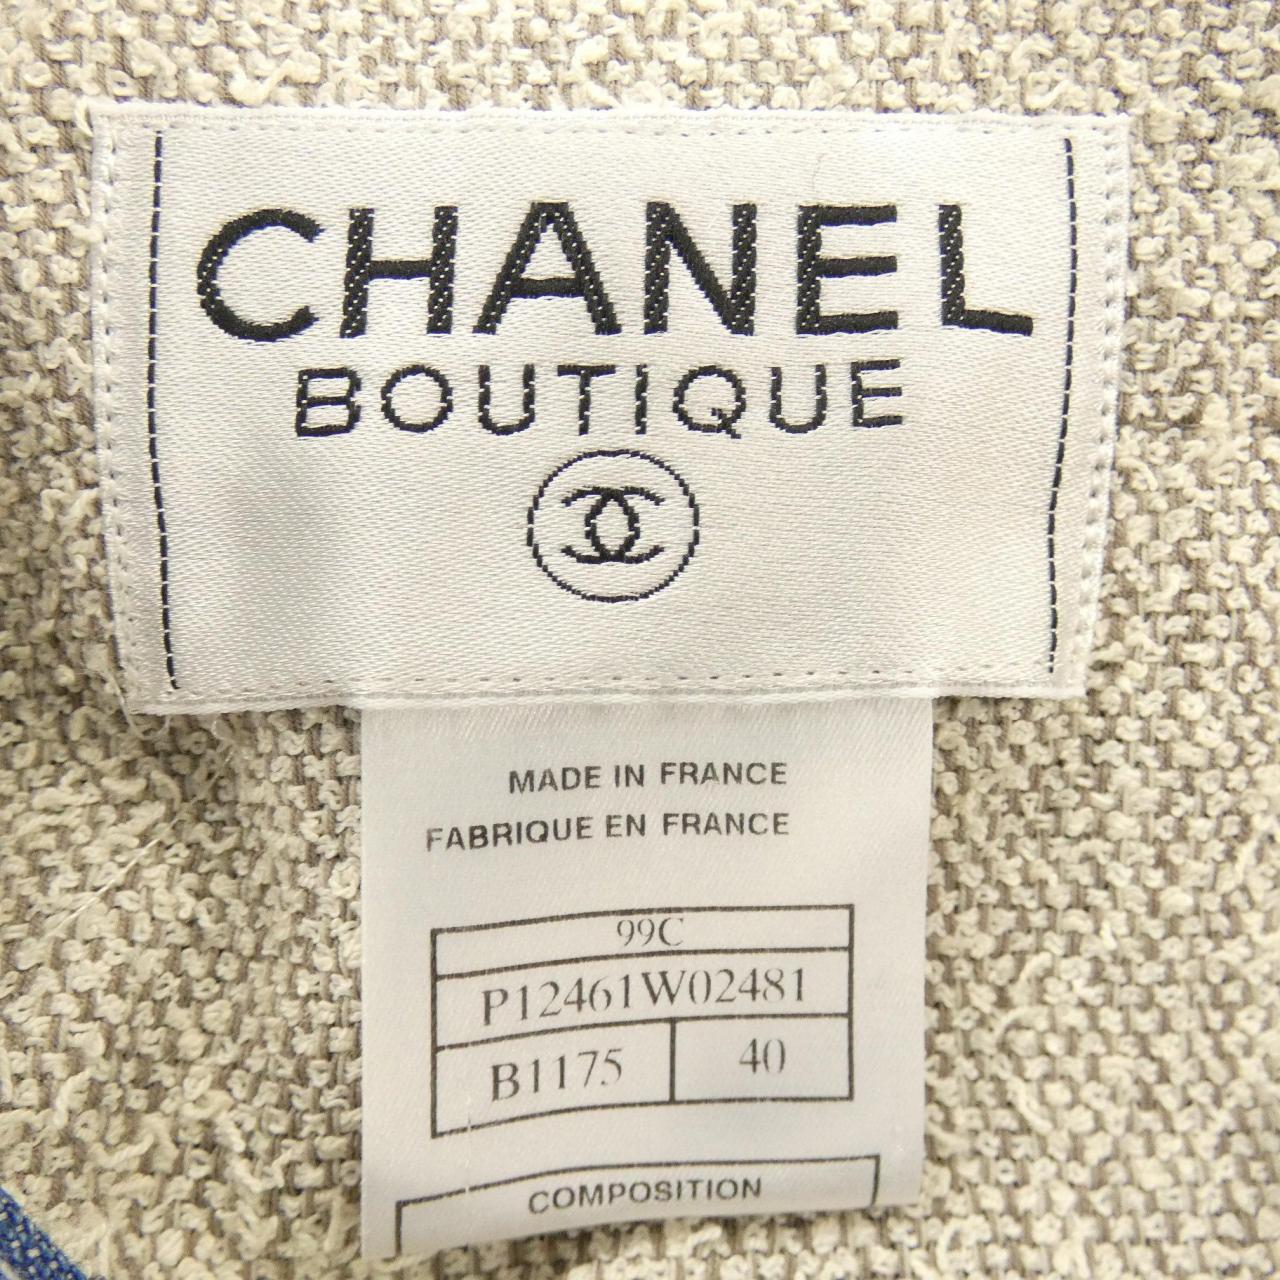 CHANEL
BOUTIQUE
MADE IN FRANCE
FABRIQUE EN FRANCE
99C
P12461W02481
B1175 40
COMPOSITION